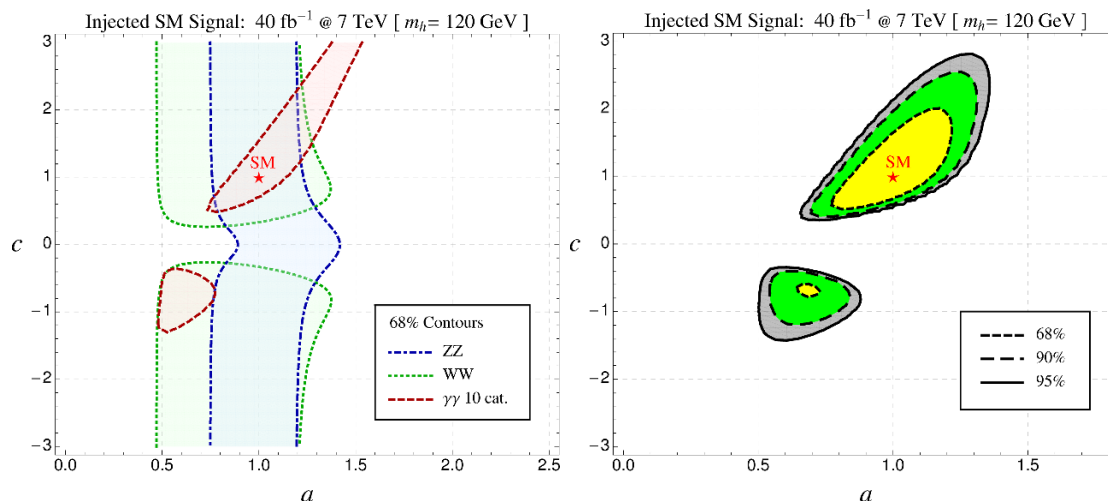 Injected SM Signal: 40 fb⁻¹ @ 7 TeV [ m_h = 120 GeV ]
3
2
1
0
−1
−2
−3
c
SM
68% Contours
ZZ
WW
γγ 10 cat.
0.0 0.5 1.0 1.5 2.0 2.5
a
Injected SM Signal: 40 fb⁻¹ @ 7 TeV [ m_h = 120 GeV ]
3
2
1
0
−1
−2
−3
c
SM
68%
90%
95%
0.0 0.5 1.0 1.5
a